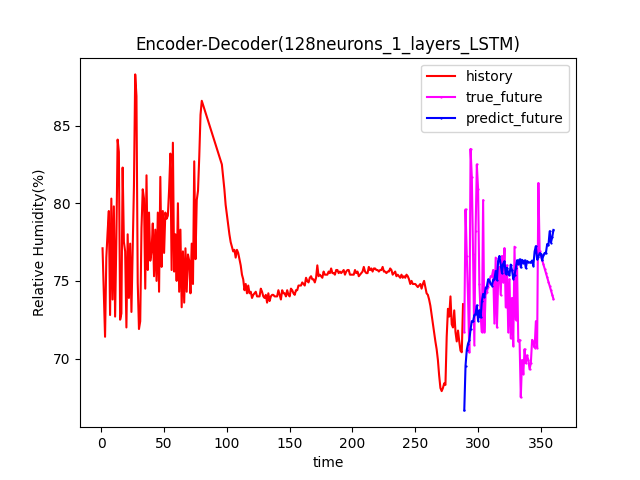 Encoder-Decoder(128neurons_1_layers_LSTM)
history
true_future
predict_future
Relative Humidity(%)
85
80
75
70
0 50 100 150 200 250 300 350
time